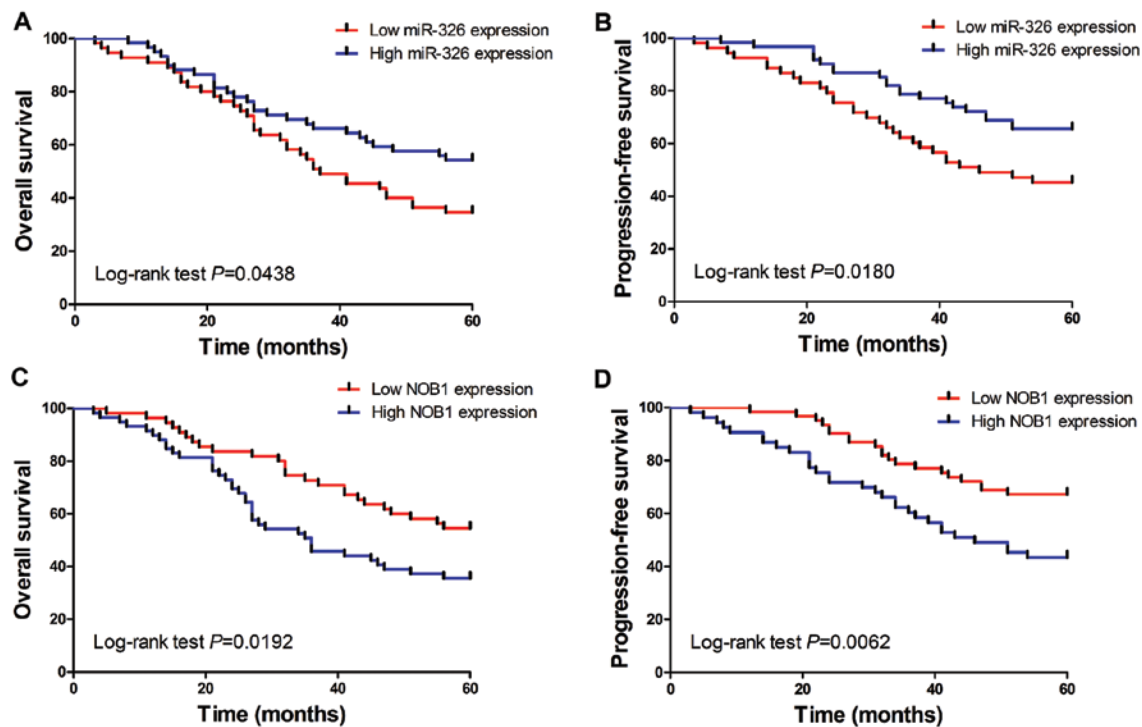 A
Low miR-326 expression
High miR-326 expression
Overall survival
100
80
60
40
20
0
0 20 40 60
Log-rank test P=0.0438
Time (months)
B
Low miR-326 expression
High miR-326 expression
Progression-free survival
100
80
60
40
20
0
0 20 40 60
Log-rank test P=0.0180
Time (months)
C
Low NOB1 expression
High NOB1 expression
Overall survival
100
80
60
40
20
0
0 20 40 60
Log-rank test P=0.0192
Time (months)
D
Low NOB1 expression
High NOB1 expression
Progression-free survival
100
80
60
40
20
0
0 20 40 60
Log-rank test P=0.0062
Time (months)